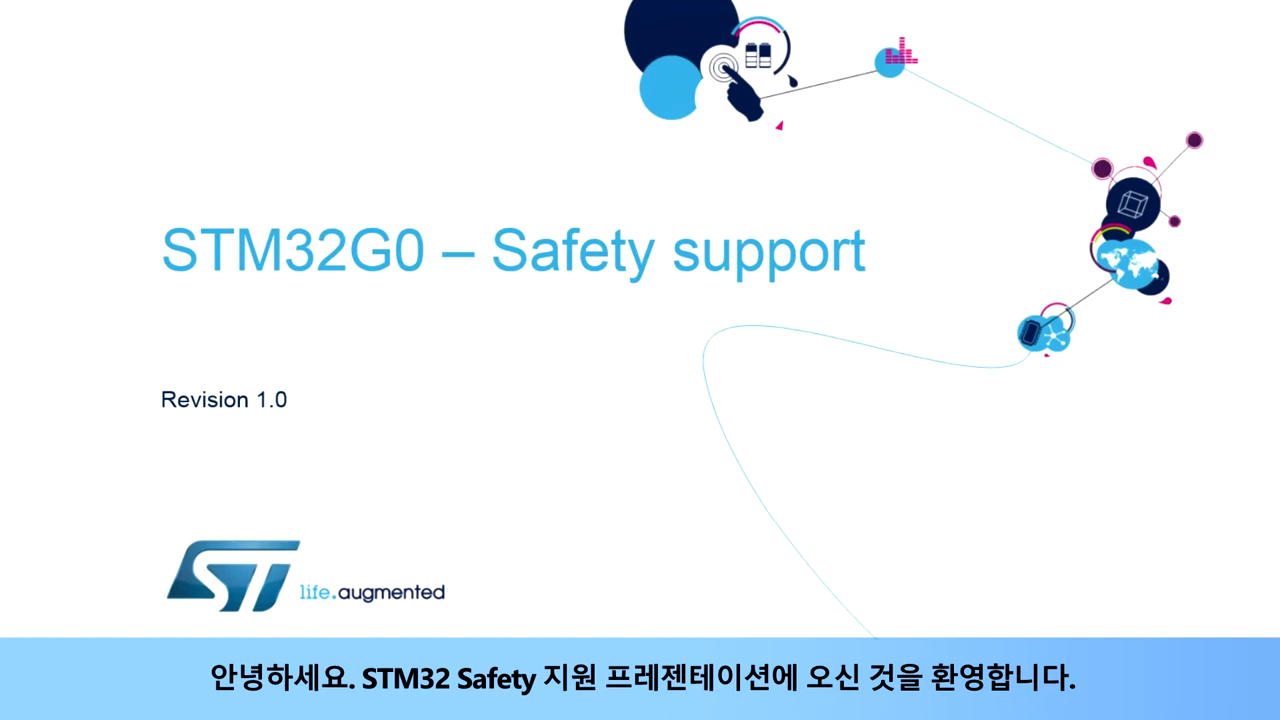 STM32G0 – Safety support
Revision 1.0
ST
life.augmented
안녕하세요. STM32 Safety 지원 프레젠테이션에 오신 것을 환영합니다.